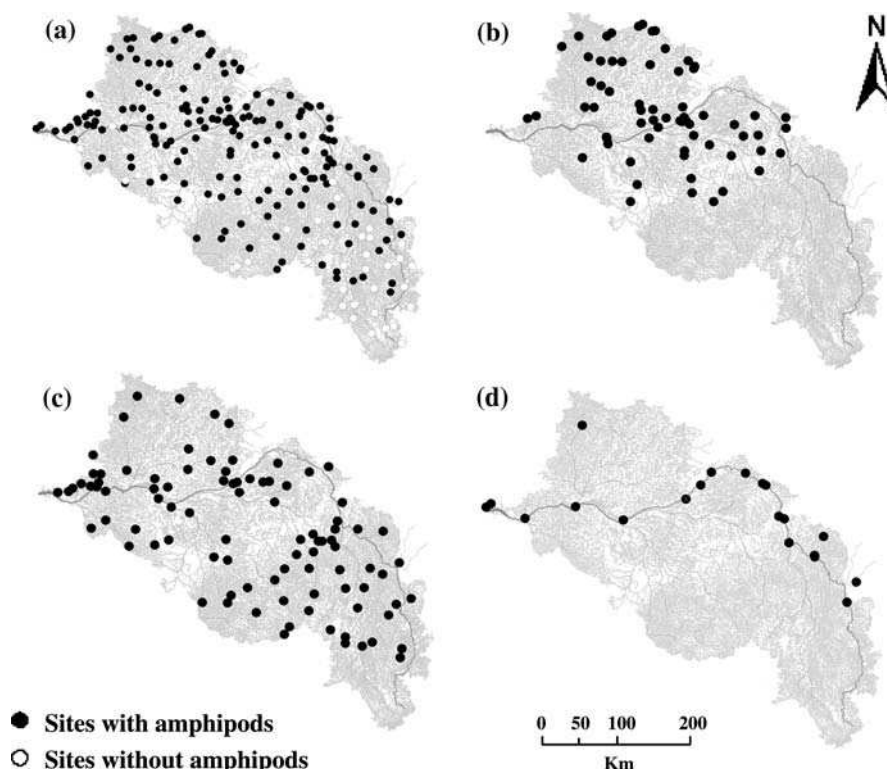 (a)
(b)
N
(c)
(d)
Sites with amphipods
Sites without amphipods
0 50 100 200
Km